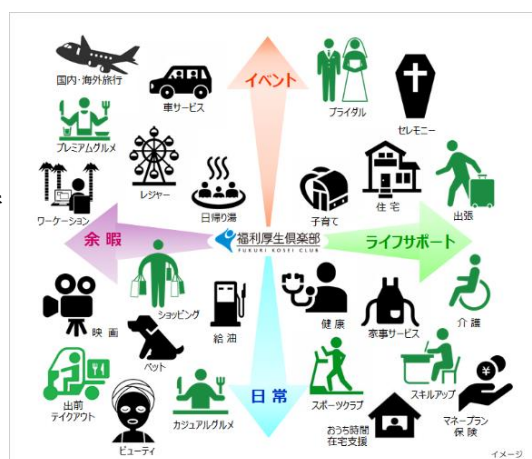 イベント
国内・海外旅行
車サービス
ブライダル
セレモニー
プレミアムグルメ
レジャー
日帰り湯
子育て
住宅
出張
ワーケーション
余暇
福利厚生倶楽部
FUKURI KOSEI CLUB
ライフサポート
ショッピング
映画
ペット
給油
健康
家事サービス
介護
出前
テイクアウト
ビューティ
カジュアルグルメ
日常
スポーツクラブ
おうち時間
在宅支援
スキルアップ
マネープラン
保険
¥
イメージ